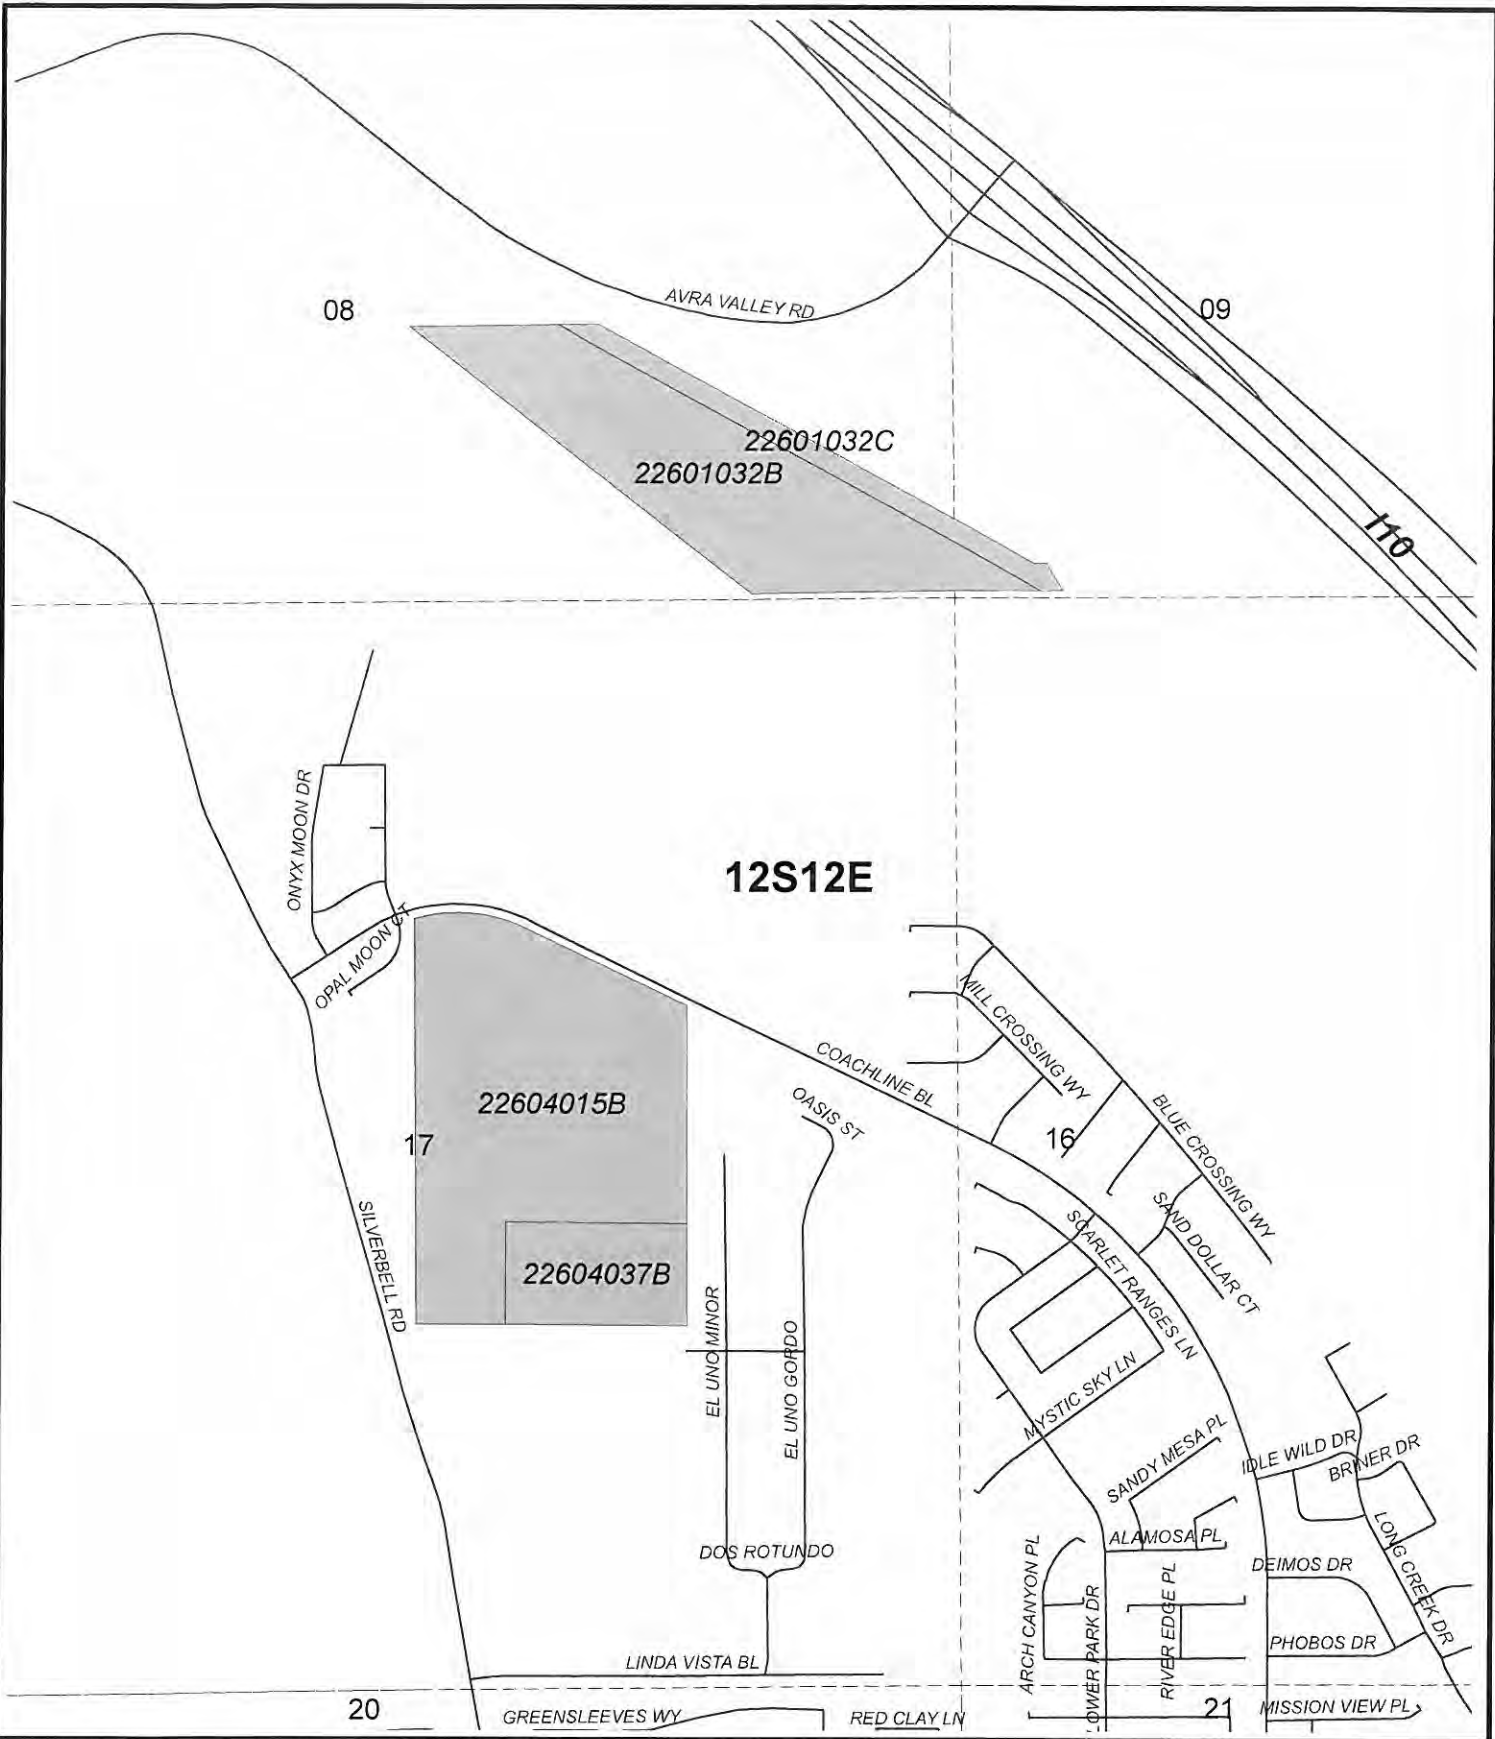 AVRA VALLEY RD
08
09
22601032C
22601032B
I10
ONYX MOON DR
12S12E
OPAL MOON CT
MILL CROSSING WY
COACHLINE BL
OASIS ST
BLUE CROSSING WY
22604015B
16
17
SILVERBELL RD
SAND DOLLAR CT
SCARLET RANGES LN
22604037B
EL UNO MINOR
EL UNO GORDO
MYSTIC SKY LN
SANDY MESA PL
IDLE WILD DR
BRINER DR
LONG CREEK DR
ALAMOSA PL
DOS ROTUNDO
DEIMOS DR
ARCH CANYON PL
LOWER PARK DR
RIVER EDGE PL
PHOBOS DR
LINDA VISTA BL
20
GREENSLEEVES WY
RED CLAY LN
21
MISSION VIEW PL